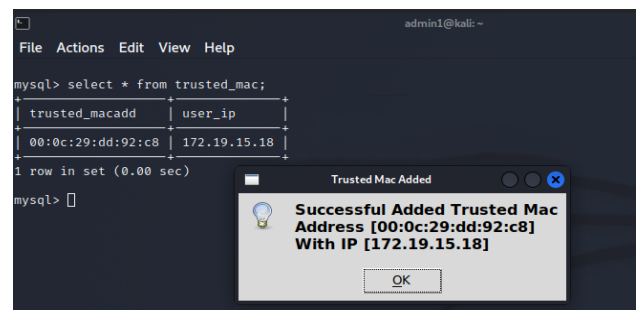 admin1@kali: ~
File Actions Edit View Help
mysql> select * from trusted_mac;
| trusted_macadd | user_ip |
| 00:0c:29:dd:92:c8 | 172.19.15.18 |
1 row in set (0.00 sec)
mysql>
Trusted Mac Added
Successful Added Trusted Mac
Address [00:0c:29:dd:92:c8]
With IP [172.19.15.18]
OK